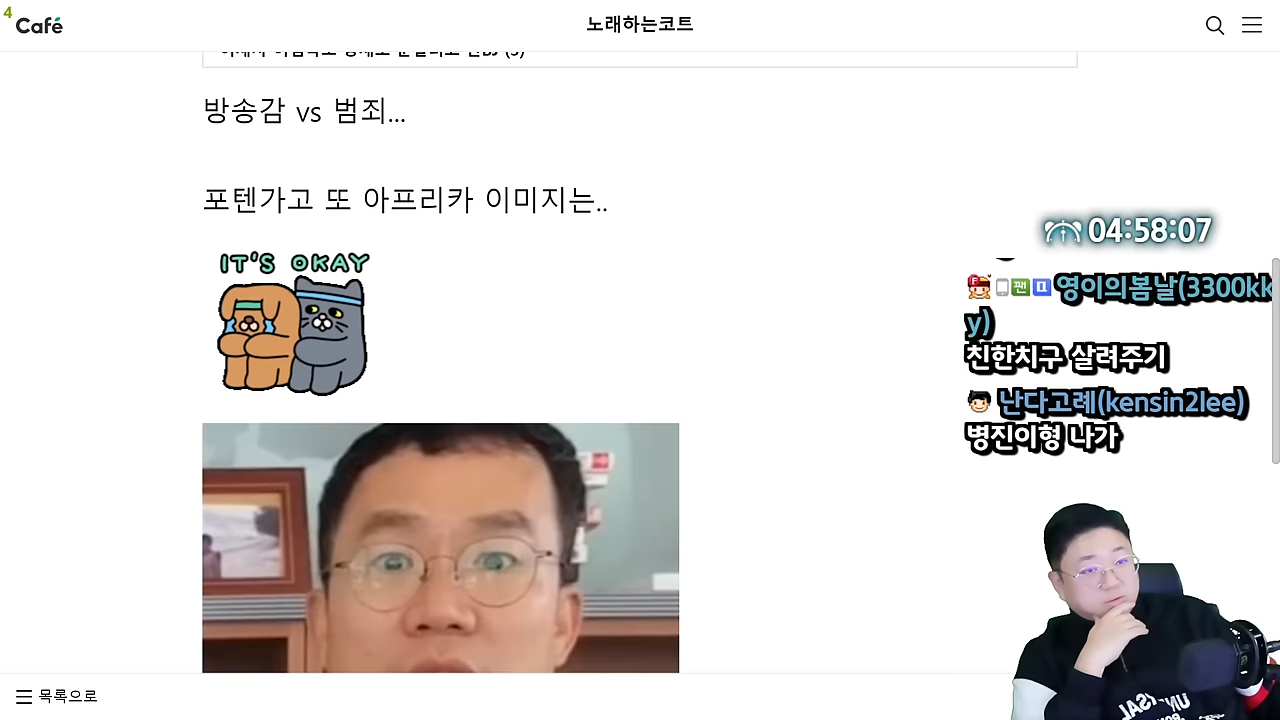 4
Café
노래하는코트
방송감 vs 범죄...
포텐가고 또 아프리카 이미지는..
IT'S OKAY
04:58:07
영이의봄날(3300kk
y)
친한치구 살려주기
난다고례(kensin2lee)
병진이형 나가
목록으로